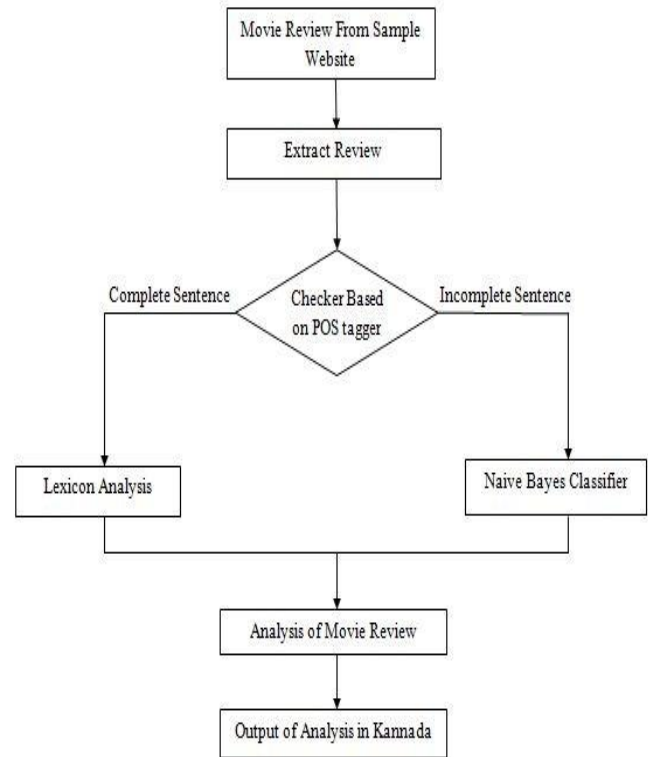 Movie Review From Sample
Website
Extract Review
Complete Sentence
Checker Based
on POS tagger
Incomplete Sentence
Lexicon Analysis
Naive Bayes Classifier
Analysis of Movie Review
Output of Analysis in Kannada